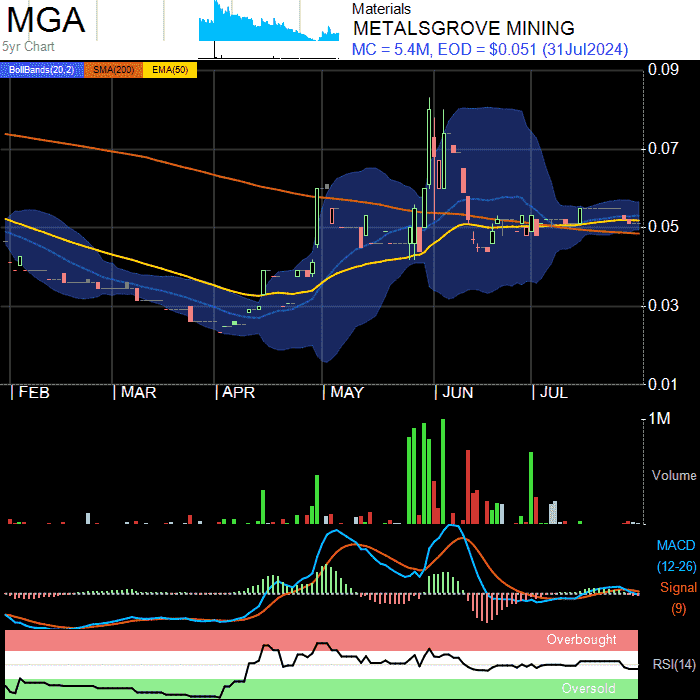 MGA
5yr Chart
Materials
METALSGROVE MINING
MC = 5.4M, EOD = $0.051 (31Jul2024)
BollBands(20,2) SMA(200) EMA(50)
0.09
0.07
0.05
0.03
0.01
FEB MAR APR MAY JUN JUL
1M
Volume
MACD
(12-26)
Signal
(9)
Overbought
RSI(14)
Oversold